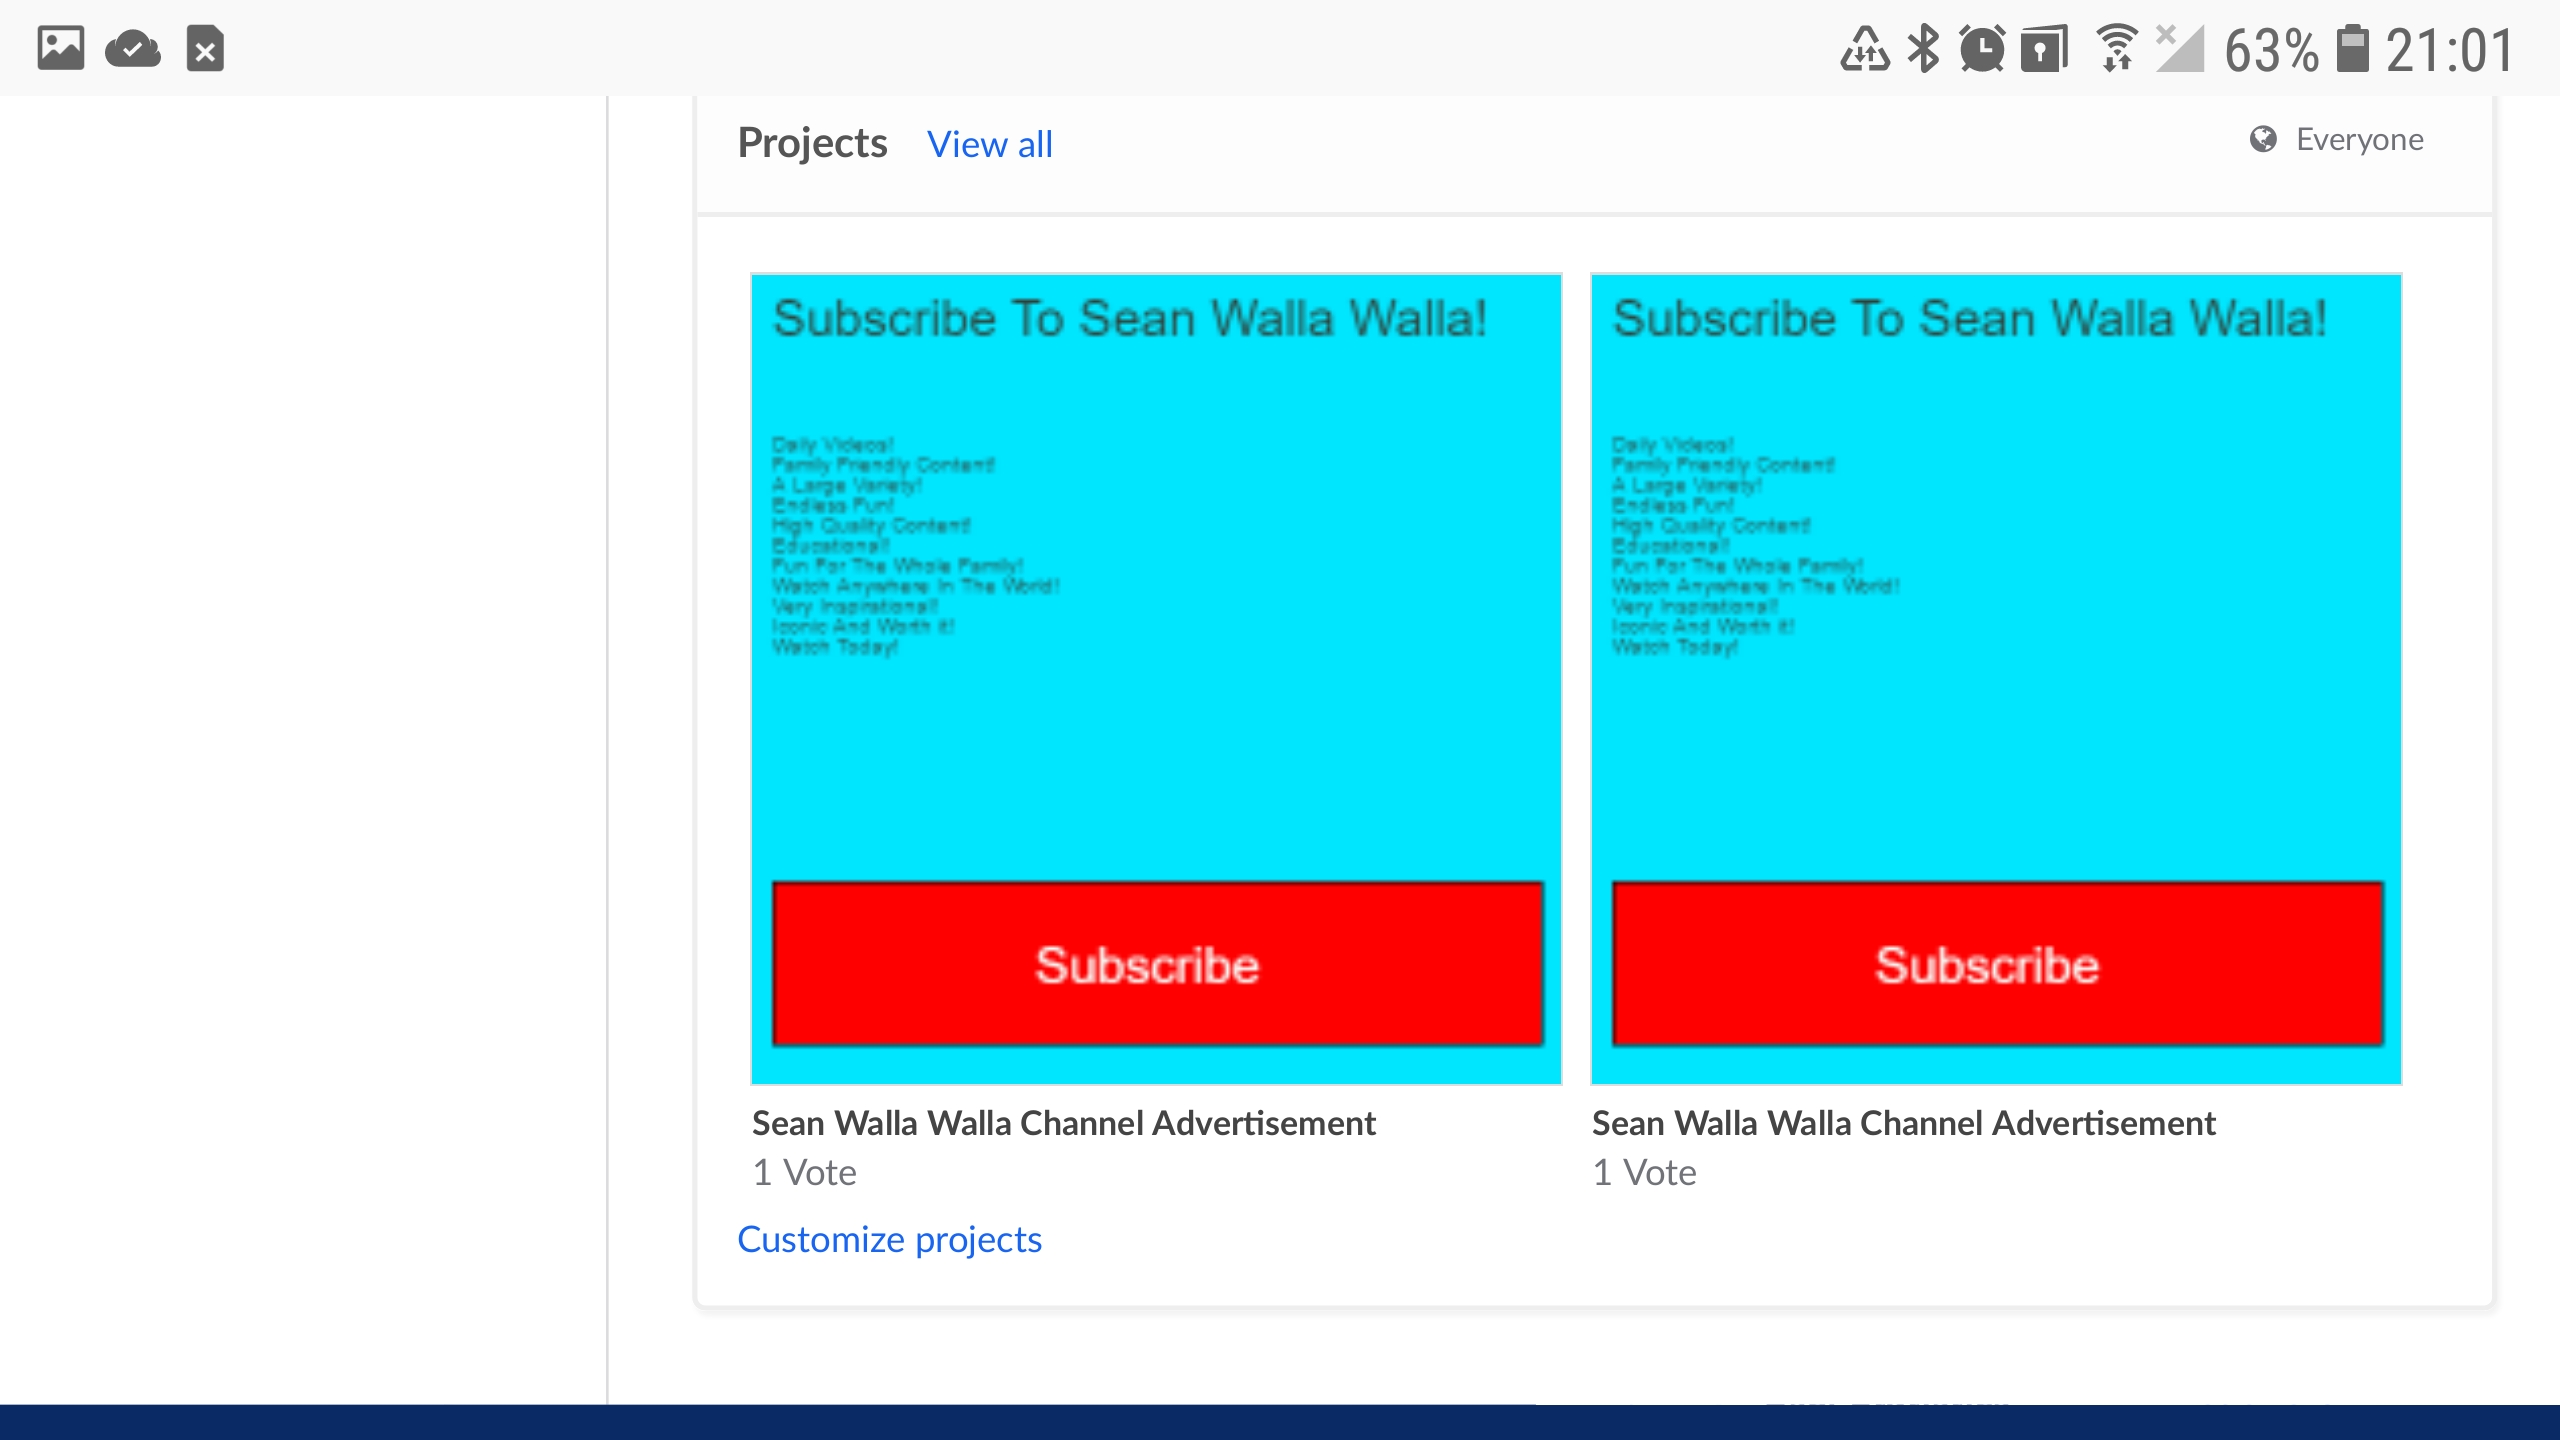 63% 21:01
Projects View all Everyone
Subscribe To Sean Walla Walla!
Daily Videos!
Family Friendly Content!
A Large Variety!
Endless Fun!
High Quality Content!
Educational!
Fun For The Whole Family!
Watch Anywhere In The World!
Very Inspirational!
Iconic And Worth It!
Watch Today!
Subscribe
Sean Walla Walla Channel Advertisement
1 Vote
Subscribe To Sean Walla Walla!
Daily Videos!
Family Friendly Content!
A Large Variety!
Endless Fun!
High Quality Content!
Educational!
Fun For The Whole Family!
Watch Anywhere In The World!
Very Inspirational!
Iconic And Worth It!
Watch Today!
Subscribe
Sean Walla Walla Channel Advertisement
1 Vote
Customize projects